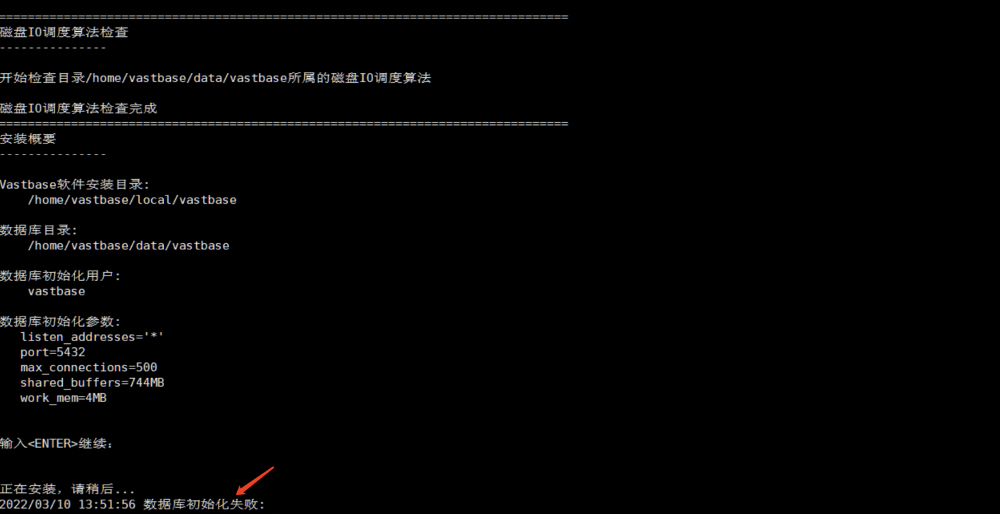 ================================================================================
磁盘IO调度算法检查
---------------
开始检查目录/home/vastbase/data/vastbase所属的磁盘IO调度算法
磁盘IO调度算法检查完成
================================================================================
安装概要
---------------
Vastbase软件安装目录:
/home/vastbase/local/vastbase
数据库目录:
/home/vastbase/data/vastbase
数据库初始化用户:
vastbase
数据库初始化参数:
listen_addresses='*'
port=5432
max_connections=500
shared_buffers=744MB
work_mem=4MB
输入<ENTER>继续:
正在安装, 请稍后...
2022/03/10 13:51:56 数据库初始化失败: